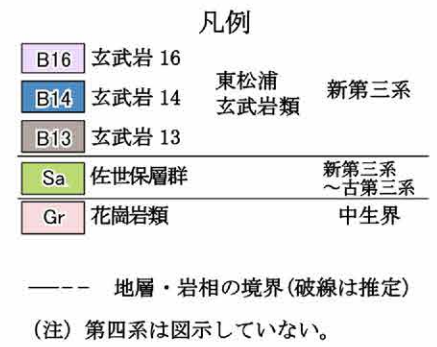 凡例
B16 玄武岩 16
B14 玄武岩 14
東松浦
玄武岩類
新第三系
B13 玄武岩 13
Sa 佐世保層群
新第三系
~古第三系
Gr 花崗岩類 中生界
地層・岩相の境界(破線は推定)
(注) 第四系は図示していない。